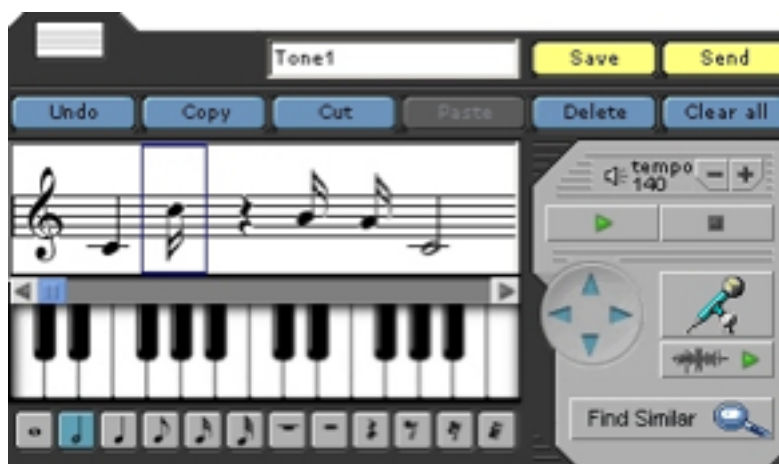 Tone1 Save Send
Undo Copy Cut Paste Delete Clear all
tempo
140
Find Similar